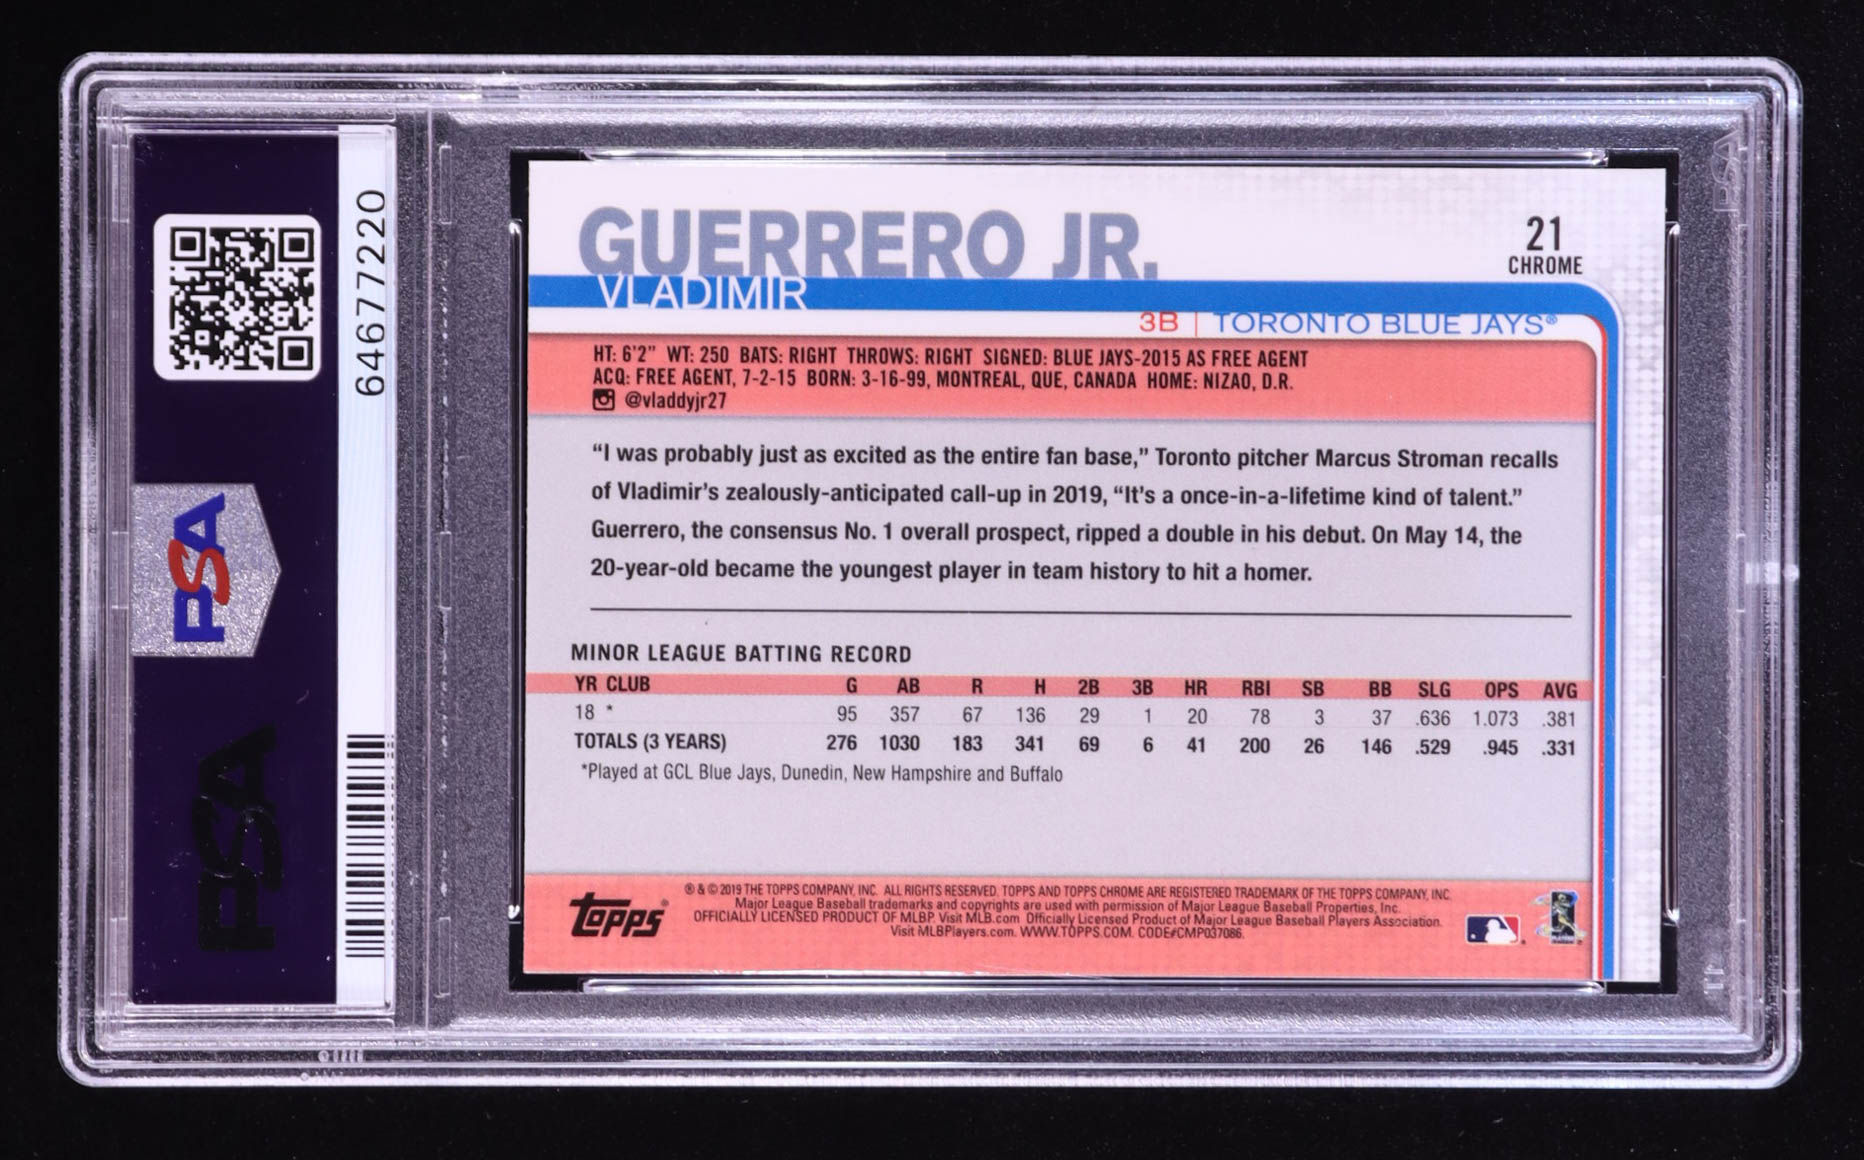 64677220
PSA
PSA
PSA
GUERRERO JR.
VLADIMIR
21
CHROME
3B | TORONTO BLUE JAYS®
HT: 6'2" WT: 250 BATS: RIGHT THROWS: RIGHT SIGNED: BLUE JAYS-2015 AS FREE AGENT
ACQ: FREE AGENT, 7-2-15 BORN: 3-16-99, MONTREAL, QUE, CANADA HOME: NIZAO, D.R.
@vladdyjr27
“I was probably just as excited as the entire fan base,” Toronto pitcher Marcus Stroman recalls
of Vladimir’s zealously-anticipated call-up in 2019, “It’s a once-in-a-lifetime kind of talent.”
Guerrero, the consensus No. 1 overall prospect, ripped a double in his debut. On May 14, the
20-year-old became the youngest player in team history to hit a homer.
MINOR LEAGUE BATTING RECORD
YR CLUB G AB R H 2B 3B HR RBI SB BB SLG OPS AVG
18 * 95 357 67 136 29 1 20 78 3 37 .636 1.073 .381
TOTALS (3 YEARS) 276 1030 183 341 69 6 41 200 26 146 .529 .945 .331
*Played at GCL Blue Jays, Dunedin, New Hampshire and Buffalo
topps®
® & © 2019 THE TOPPS COMPANY, INC. ALL RIGHTS RESERVED. TOPPS AND TOPPS CHROME ARE REGISTERED TRADEMARK OF THE TOPPS COMPANY, INC.
Major League Baseball trademarks and copyrights are used with permission of Major League Baseball Properties, Inc.
OFFICIALLY LICENSED PRODUCT OF MLBP. Visit MLB.com Officially Licensed Product of Major League Baseball Players Association.
Visit MLBPlayers.com. WWW.TOPPS.COM. CODE#CMP037086.